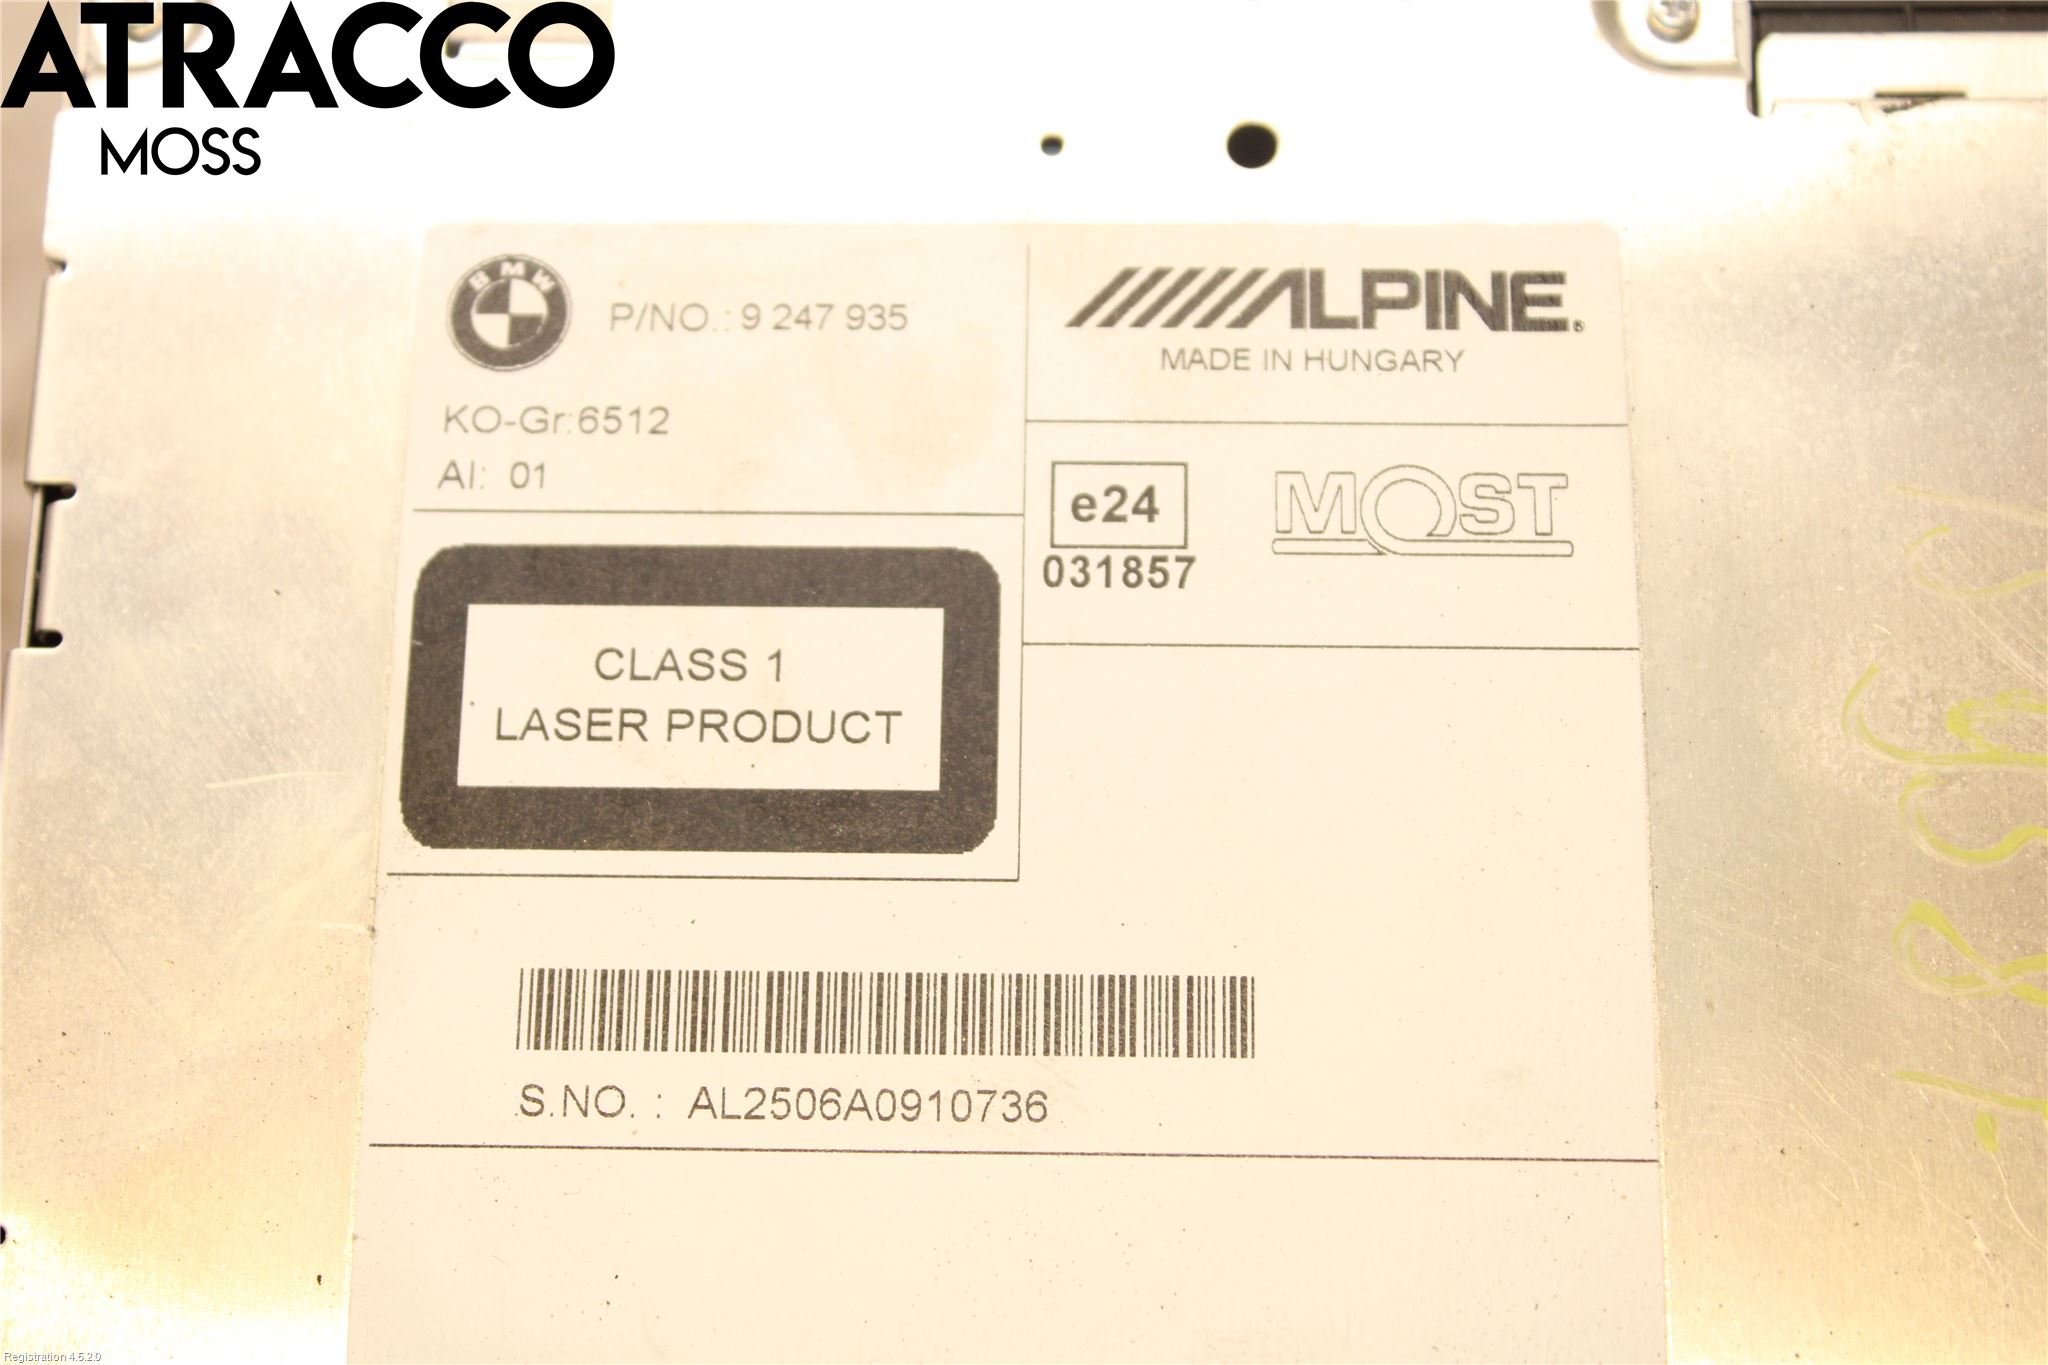 ATRACCO
MOSS
BMW
P/NO.: 9 247 935
KO-Gr:6512
AI: 01
ALPINE®
MADE IN HUNGARY
e24
031857
MOST
CLASS 1
LASER PRODUCT
S.NO. : AL2506A0910736
Registration 4.5.2.0